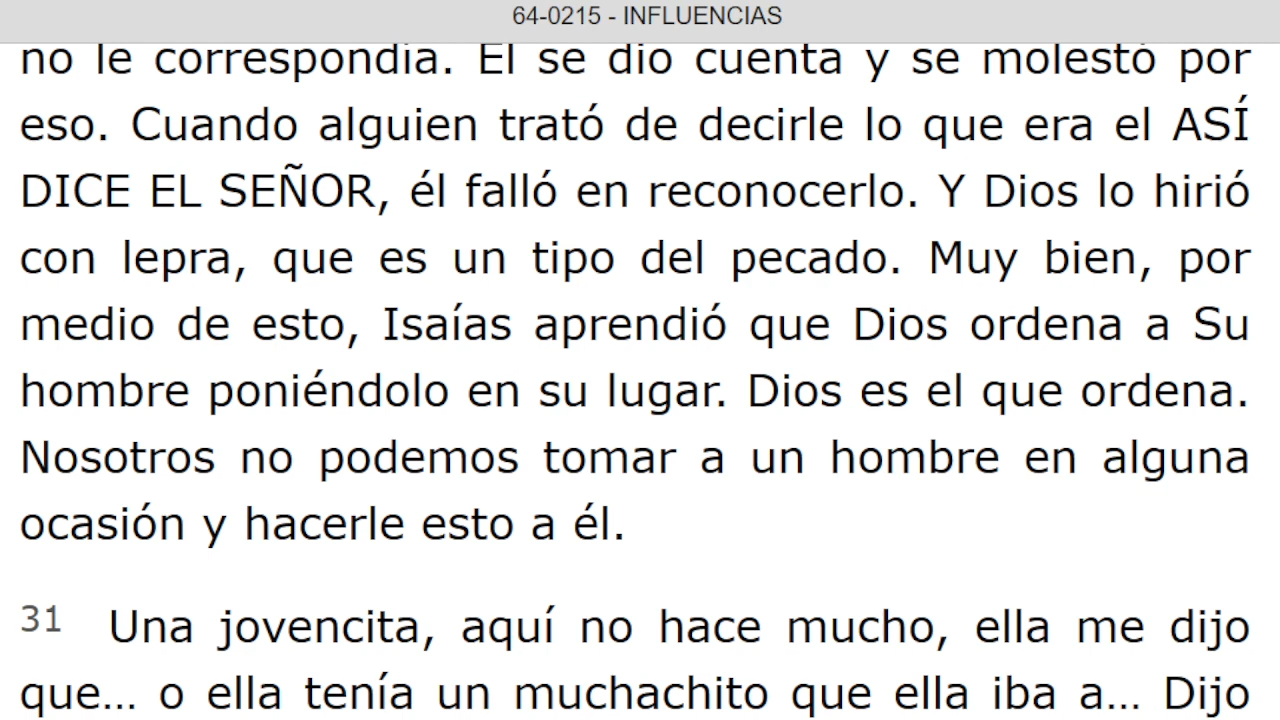 64-0215 - INFLUENCIAS
no le correspondía. Él se dio cuenta y se molestó por
eso. Cuando alguien trató de decirle lo que era el ASÍ
DICE EL SEÑOR, él falló en reconocerlo. Y Dios lo hirió
con lepra, que es un tipo del pecado. Muy bien, por
medio de esto, Isaías aprendió que Dios ordena a Su
hombre poniéndolo en su lugar. Dios es el que ordena.
Nosotros no podemos tomar a un hombre en alguna
ocasión y hacerle esto a él.
31 Una jovencita, aquí no hace mucho, ella me dijo
que… o ella tenía un muchachito que ella iba a… Dijo